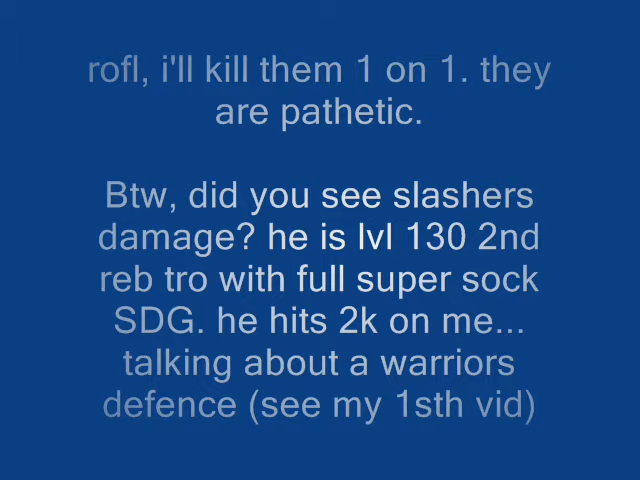 rofl, i'll kill them 1 on 1. they
are pathetic.
Btw, did you see slashers
damage? he is lvl 130 2nd
reb tro with full super sock
SDG. he hits 2k on me...
talking about a warriors
defence (see my 1sth vid)